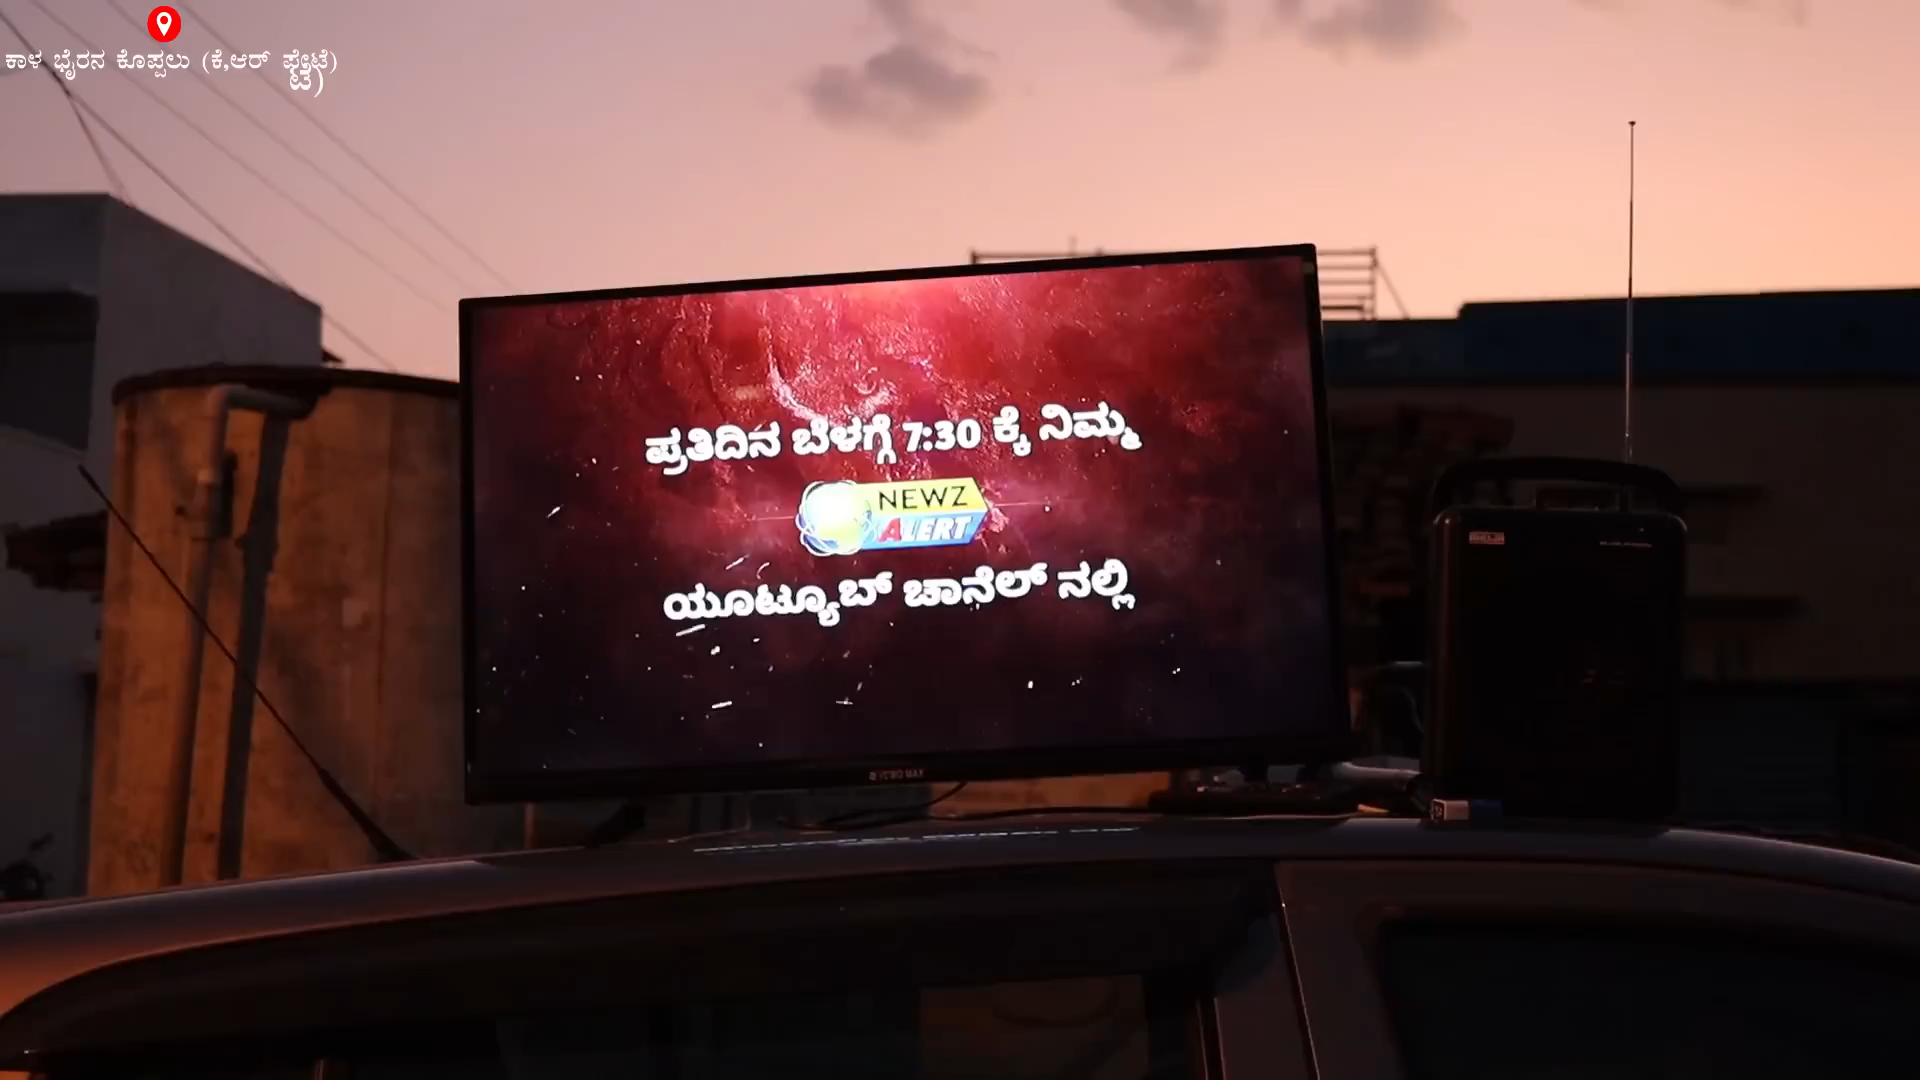 ಕಾಳ ಭೈರನ ಕೊಪ್ಪಲು (ಕೆ,ಆರ್ ಪೇಟೆ)
ಪ್ರತಿದಿನ ಬೆಳಗ್ಗೆ 7:30 ಕ್ಕೆ ನಿಮ್ಮ
NEWZ
ALERT
ಯೂಟ್ಯೂಬ್ ಚಾನೆಲ್ ನಲ್ಲಿ